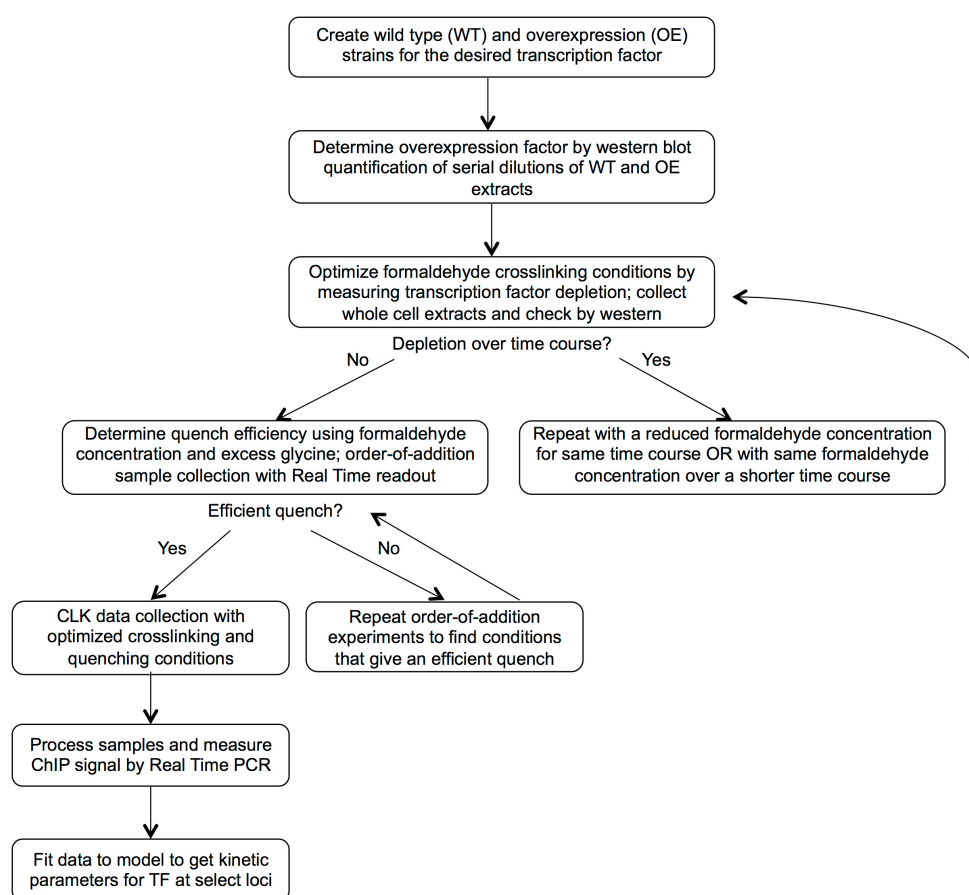 Create wild type (WT) and overexpression (OE)
strains for the desired transcription factor
Determine overexpression factor by western blot
quantification of serial dilutions of WT and OE
extracts
Optimize formaldehyde crosslinking conditions by
measuring transcription factor depletion; collect
whole cell extracts and check by western
Depletion over time course?
No
Yes
Determine quench efficiency using formaldehyde
concentration and excess glycine; order-of-addition
sample collection with Real Time readout
Repeat with a reduced formaldehyde concentration
for same time course OR with same formaldehyde
concentration over a shorter time course
Efficient quench?
Yes
No
CLK data collection with
optimized crosslinking and
quenching conditions
Repeat order-of-addition
experiments to find conditions
that give an efficient quench
Process samples and measure
ChIP signal by Real Time PCR
Fit data to model to get kinetic
parameters for TF at select loci